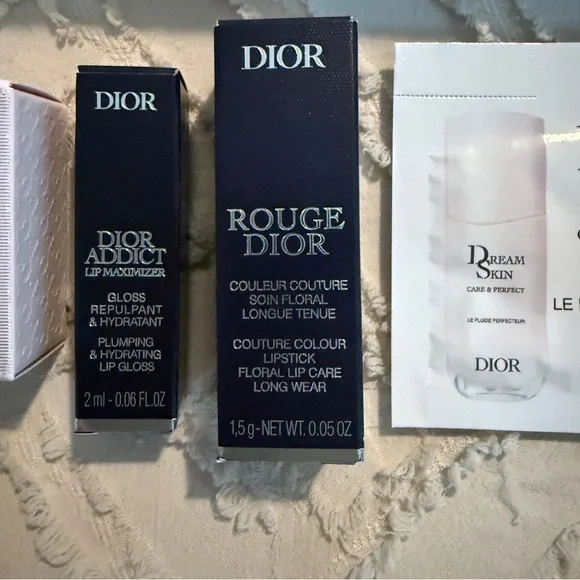 DIOR
DIOR
ADDICT
LIP MAXIMIZER
GLOSS
REPULPANT
& HYDRATANT
PLUMPING
& HYDRATING
LIP GLOSS
2 ml - 0.06 FL.OZ
DIOR
ROUGE
DIOR
COULEUR COUTURE
SOIN FLORAL
LONGUE TENUE
COUTURE COLOUR
LIPSTICK
FLORAL LIP CARE
LONG WEAR
1,5 g - NET WT. 0.05 OZ
DREAM
SKIN
CARE & PERFECT
LE FLUIDE PERFECTEUR
DIOR
LE